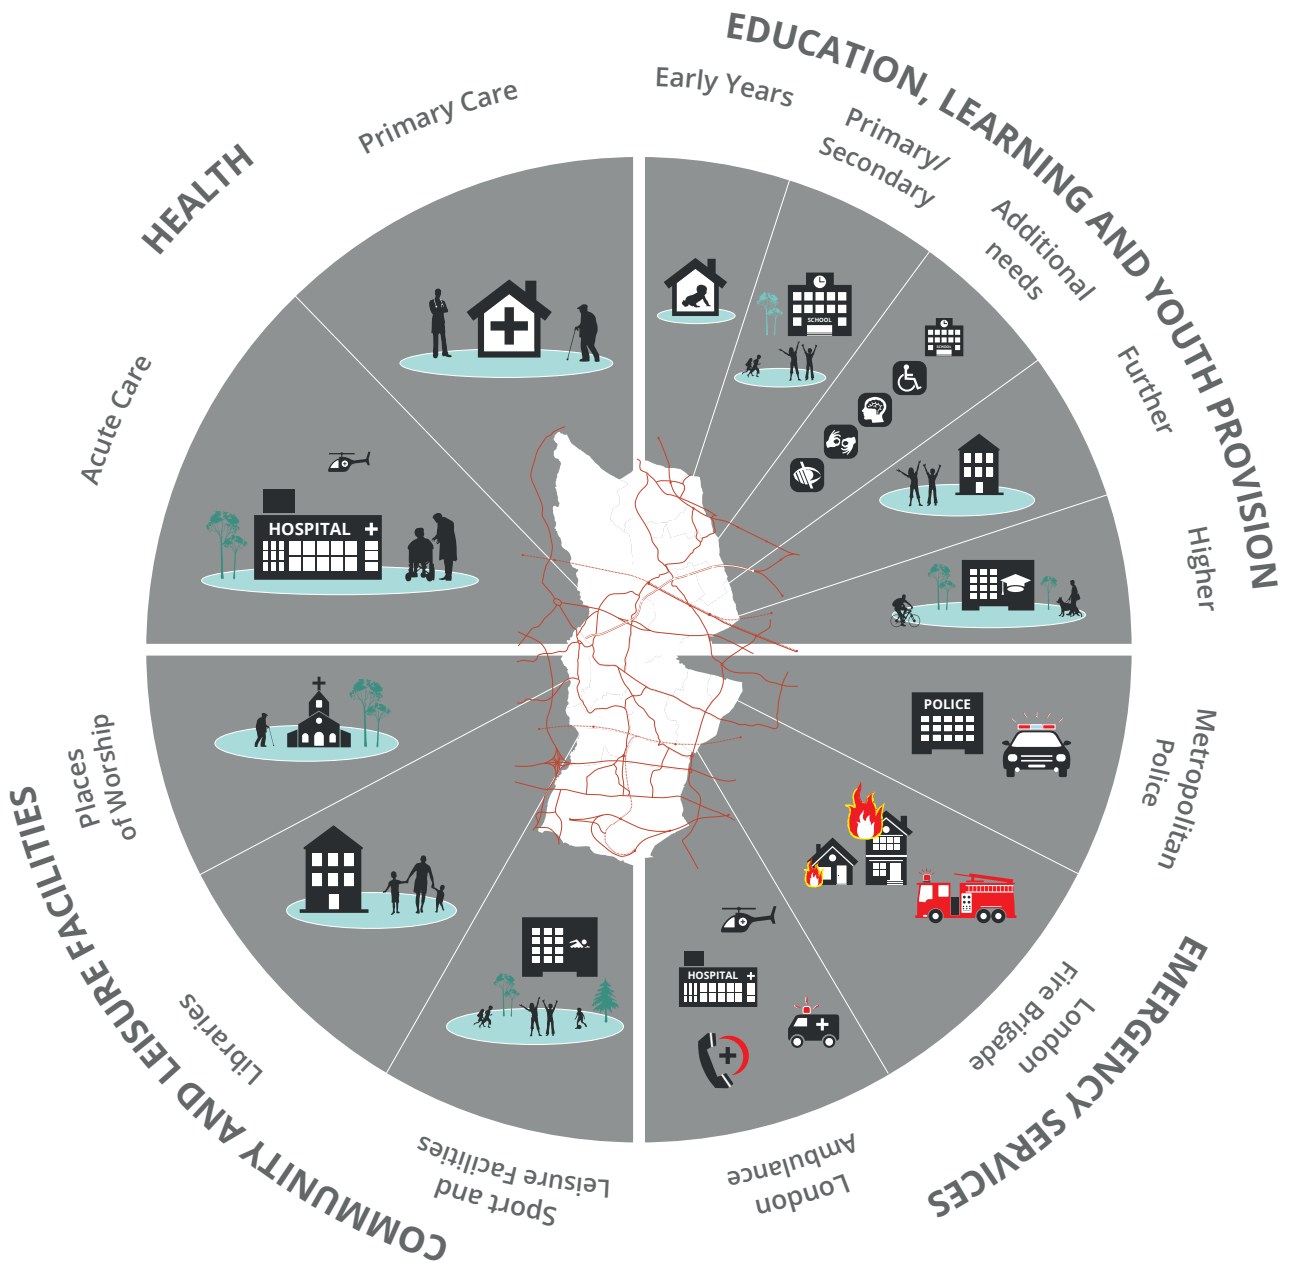 EDUCATION, LEARNING AND YOUTH PROVISION
Early Years
Primary/
Secondary
Additional
needs
Further
Higher
SCHOOL
SCHOOL
HEALTH
Primary Care
Acute Care
HOSPITAL
EMERGENCY SERVICES
Metropolitan
Police
POLICE
London
Fire Brigade
London
Ambulance
HOSPITAL
COMMUNITY AND LEISURE FACILITIES
Sport and
Leisure Facilities
Libraries
Places
of Worship